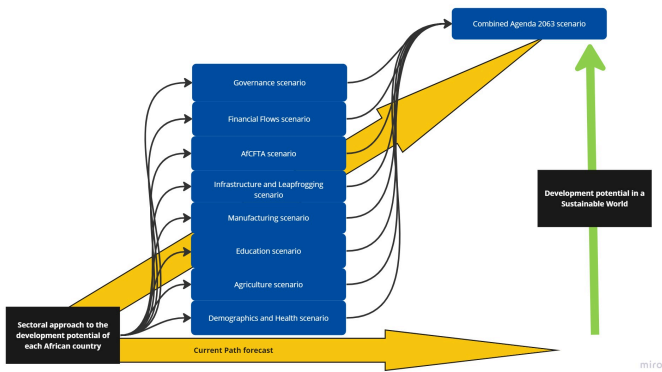 Combined Agenda 2063 scenario
Governance scenario
Financial Flows scenario
AfCFTA scenario
Infrastructure and Leapfrogging
scenario
Manufacturing scenario
Education scenario
Agriculture scenario
Demographics and Health scenario
Development potential in a
Sustainable World
Sectoral approach to the
development potential of
each African country
Current Path forecast
miro